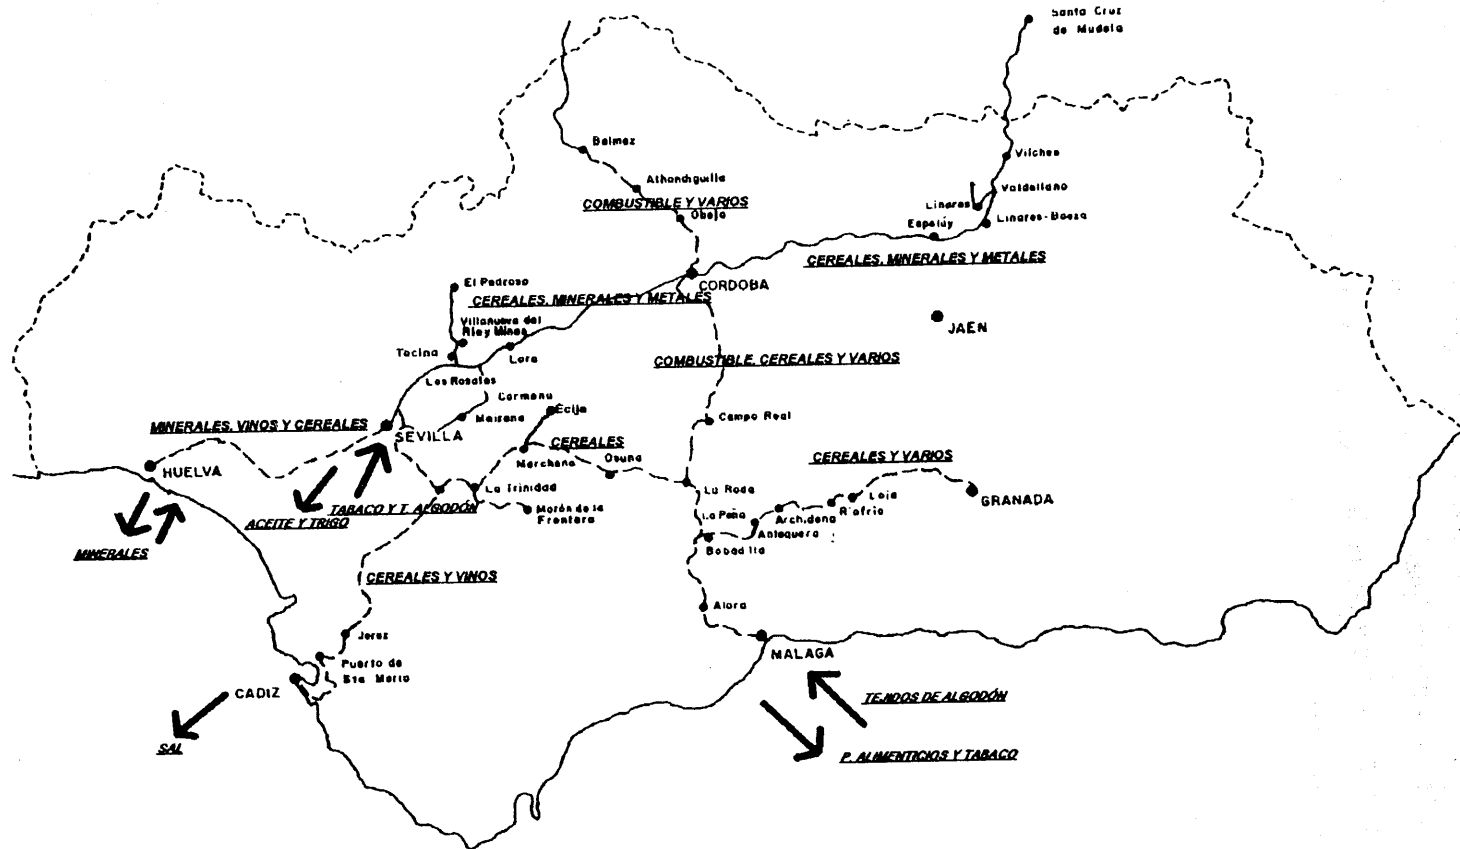 Santa Cruz
de Mudela
Belmez
Vilches
Alhondiguilla
Valdollano
COMBUSTIBLE Y VARIOS
Linares
Obejo
Espelúy
Linares-Baeza
CEREALES, MINERALES Y METALES
El Pedroso
CORDOBA
CEREALES, MINERALES Y METALES
Villanueva del
Rio y Minas
JAEN
Tocina
Lora
COMBUSTIBLE, CEREALES Y VARIOS
Los Rosales
Carmona
Écija
Mairena
Campo Real
MINERALES, VINOS Y CEREALES
SEVILLA
CEREALES
Marchena
Osuna
CEREALES Y VARIOS
HUELVA
La Trinidad
La Roda
Loja
GRANADA
TABACO Y T. ALGODÓN
Morón de la
Frontera
Riofrio
La Peña
Archidona
ACEITE Y TRIGO
Antequera
MINERALES
Bobadilla
CEREALES Y VINOS
Alora
Jerez
MALAGA
Puerto de
Sta Maria
CADIZ
TEJIDOS DE ALGODÓN
SAL
P. ALIMENTICIOS Y TABACO